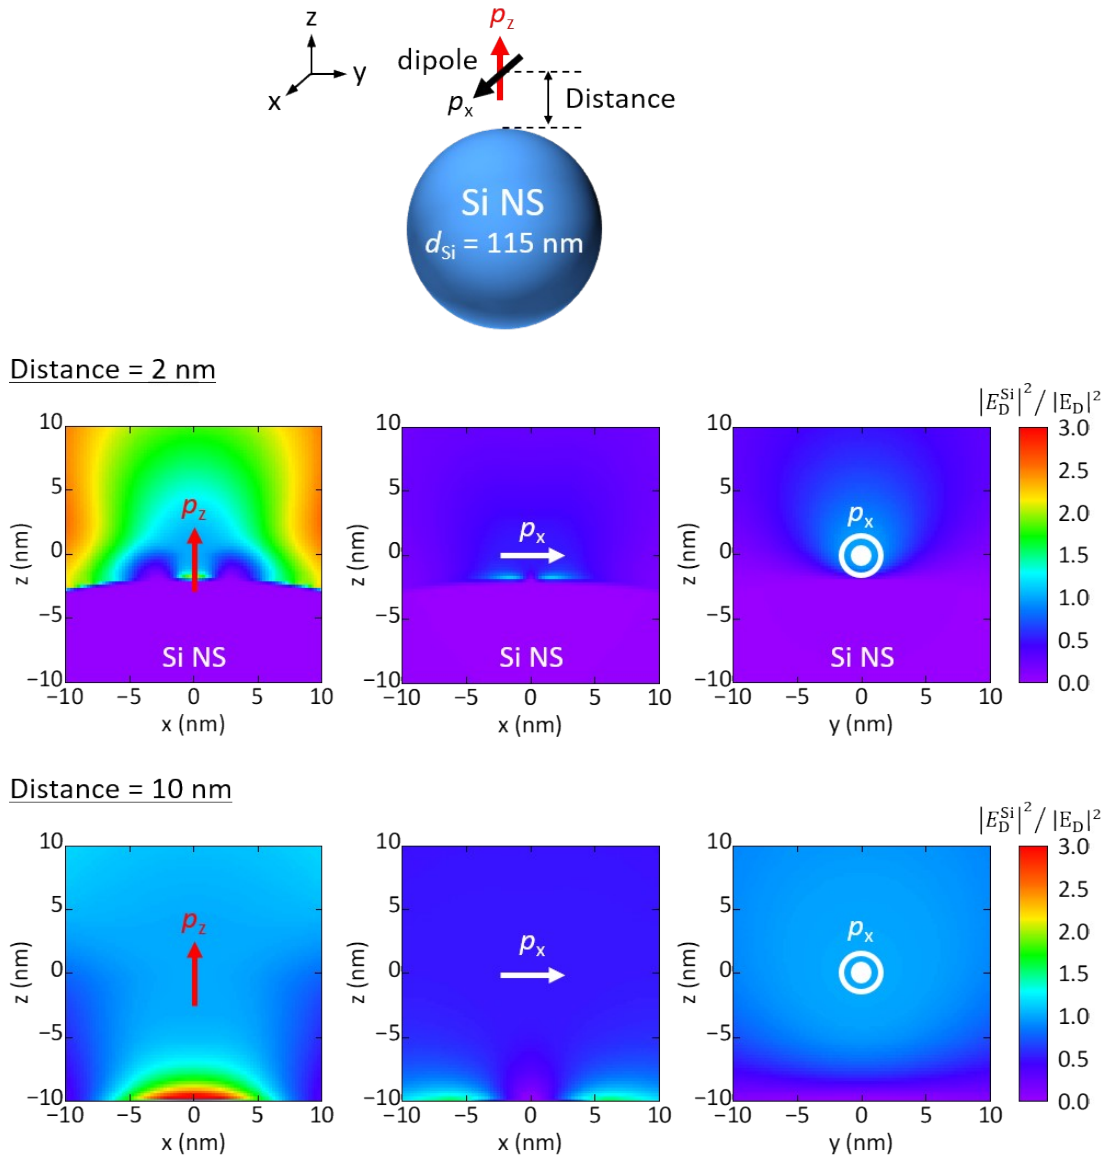 z
y
x
p_z
dipole
p_x
Distance
Si NS
d_Si = 115 nm
Distance = 2 nm
|E_D^Si|^2 / |E_D|^2
10
5
0
−5
−10
z (nm)
p_z
Si NS
−10 −5 0 5 10
x (nm)
10
5
0
−5
−10
z (nm)
p_x
Si NS
−10 −5 0 5 10
x (nm)
10
5
0
−5
−10
z (nm)
p_x
Si NS
−10 −5 0 5 10
y (nm)
3.0
2.5
2.0
1.5
1.0
0.5
0.0
Distance = 10 nm
|E_D^Si|^2 / |E_D|^2
10
5
0
−5
−10
z (nm)
p_z
−10 −5 0 5 10
x (nm)
10
5
0
−5
−10
z (nm)
p_x
−10 −5 0 5 10
x (nm)
10
5
0
−5
−10
z (nm)
p_x
−10 −5 0 5 10
y (nm)
3.0
2.5
2.0
1.5
1.0
0.5
0.0